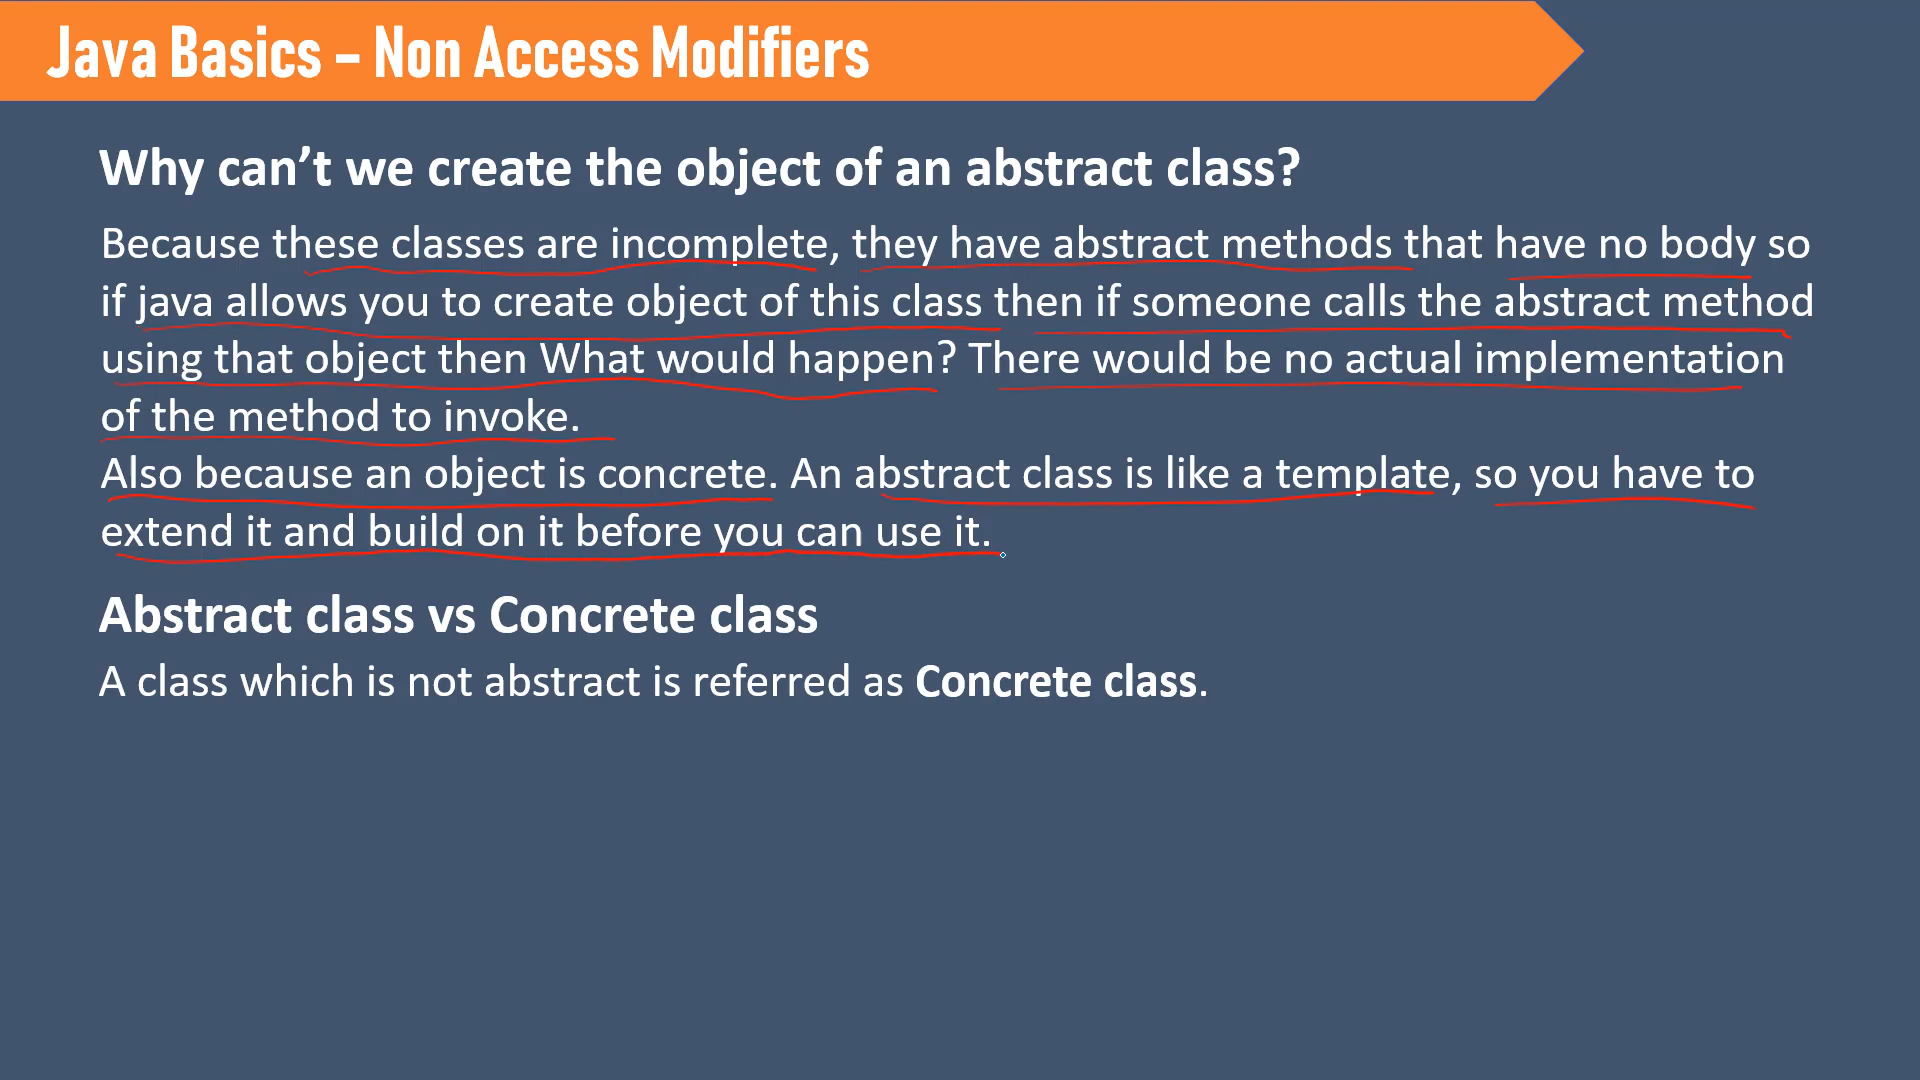 Java Basics – Non Access Modifiers
Why can’t we create the object of an abstract class?
Because these classes are incomplete, they have abstract methods that have no body so
if java allows you to create object of this class then if someone calls the abstract method
using that object then What would happen? There would be no actual implementation
of the method to invoke.
Also because an object is concrete. An abstract class is like a template, so you have to
extend it and build on it before you can use it.
Abstract class vs Concrete class
A class which is not abstract is referred as Concrete class.